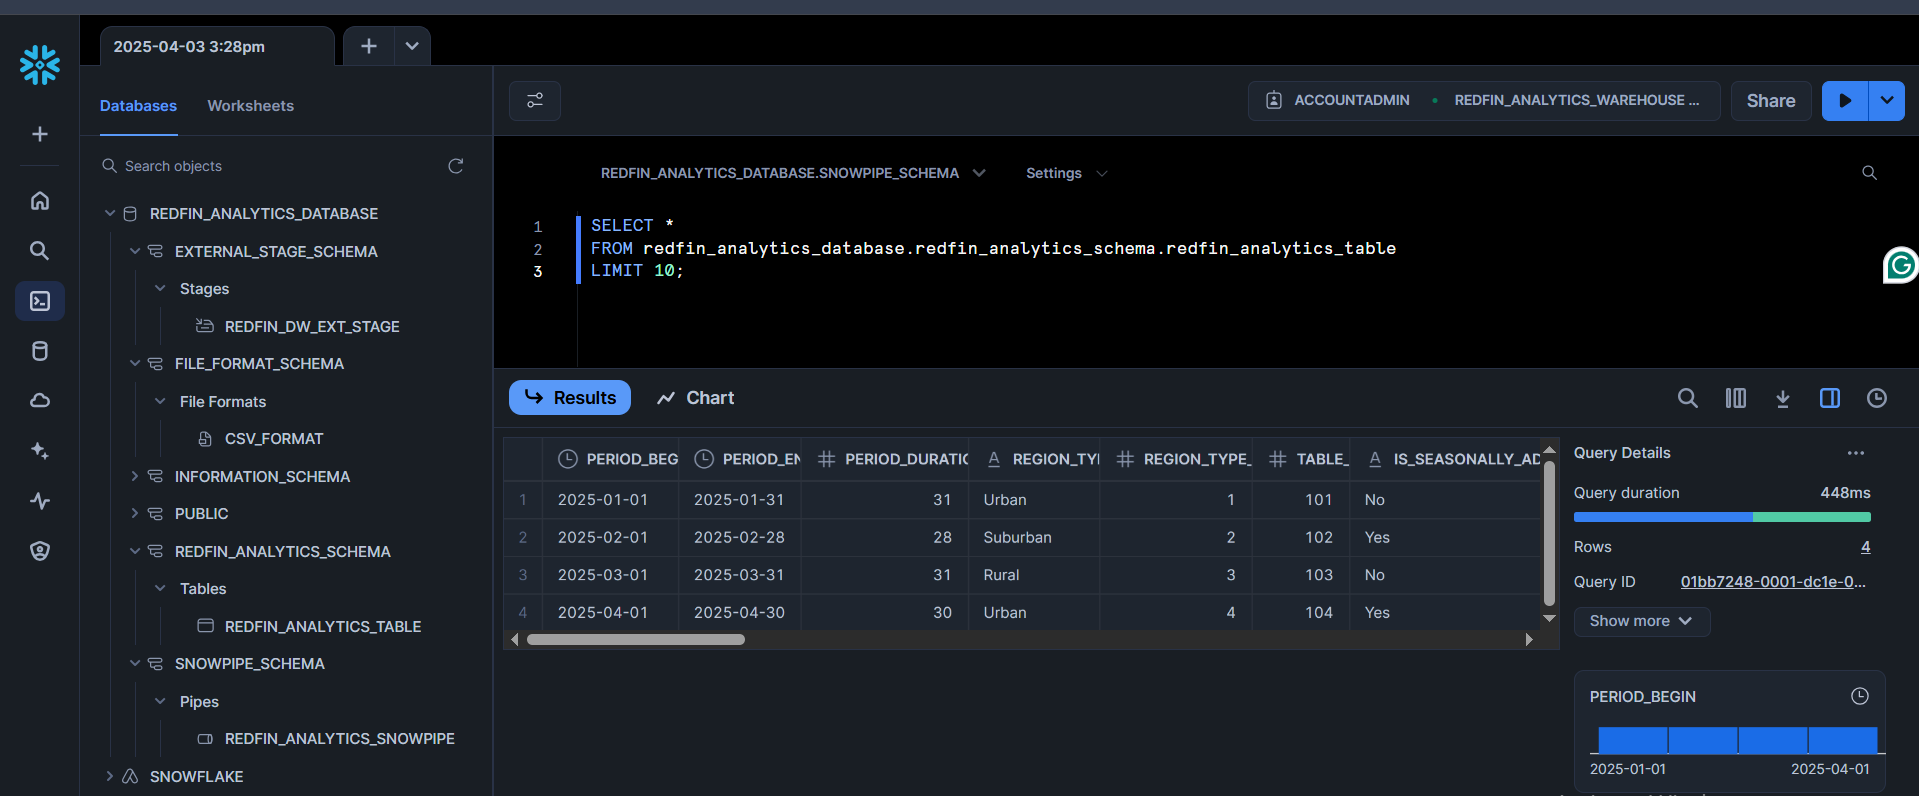 2025-04-03 3:28pm
Databases
Worksheets
Search objects
REDFIN_ANALYTICS_DATABASE
EXTERNAL_STAGE_SCHEMA
Stages
REDFIN_DW_EXT_STAGE
FILE_FORMAT_SCHEMA
File Formats
CSV_FORMAT
INFORMATION_SCHEMA
PUBLIC
REDFIN_ANALYTICS_SCHEMA
Tables
REDFIN_ANALYTICS_TABLE
SNOWPIPE_SCHEMA
Pipes
REDFIN_ANALYTICS_SNOWPIPE
SNOWFLAKE
ACCOUNTADMIN
REDFIN_ANALYTICS_WAREHOUSE ...
Share
REDFIN_ANALYTICS_DATABASE.SNOWPIPE_SCHEMA
Settings
1 SELECT *
2 FROM redfin_analytics_database.redfin_analytics_schema.redfin_analytics_table
3 LIMIT 10;
G
Results
Chart
PERIOD_BEG PERIOD_EN PERIOD_DURATIO A REGION_TYI REGION_TYPE_ TABLE_ A IS_SEASONALLY_AD
1 2025-01-01 2025-01-31 31 Urban 1 101 No
2 2025-02-01 2025-02-28 28 Suburban 2 102 Yes
3 2025-03-01 2025-03-31 31 Rural 3 103 No
4 2025-04-01 2025-04-30 30 Urban 4 104 Yes
Query Details
...
Query duration 448ms
Rows 4
Query ID 01bb7248-0001-dc1e-0...
Show more
PERIOD_BEGIN
2025-01-01 2025-04-01